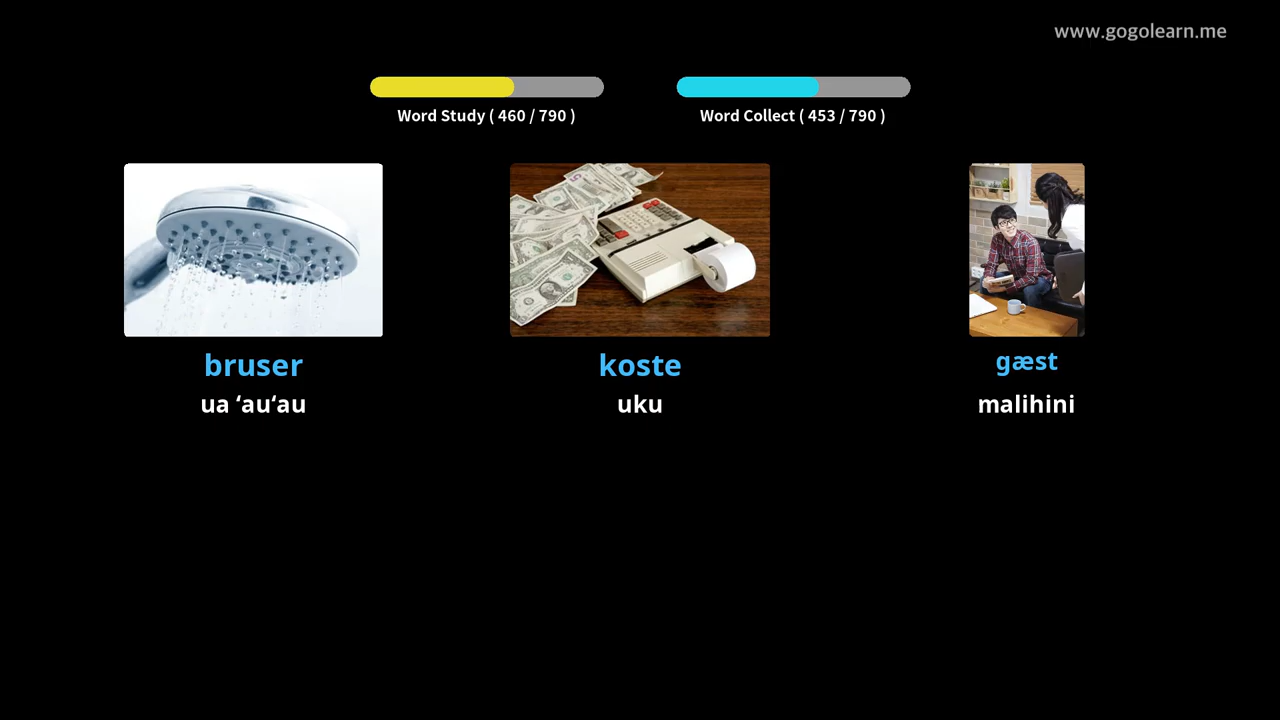 www.gogolearn.me
Word Study ( 460 / 790 )
Word Collect ( 453 / 790 )
bruser
ua ʻauʻau
koste
uku
gæst
malihini